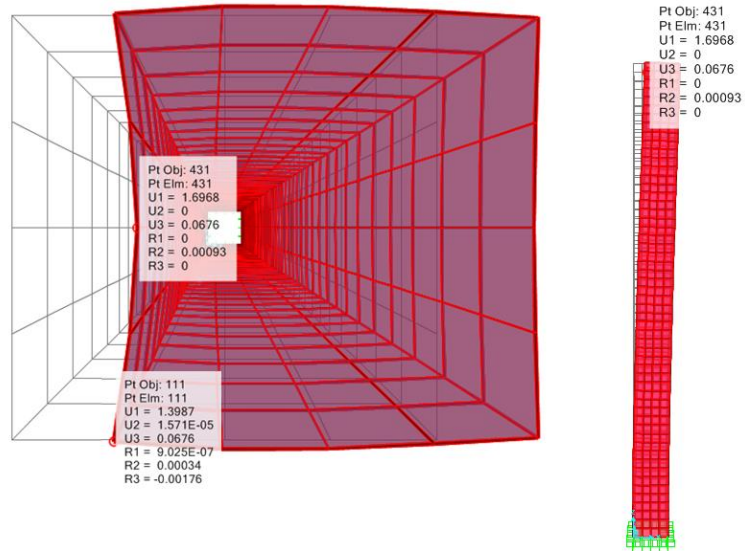 Pt Obj: 431
Pt Elm: 431
U1 = 1.6968
U2 = 0
U3 = 0.0676
R1 = 0
R2 = 0.00093
R3 = 0
Pt Obj: 111
Pt Elm: 111
U1 = 1.3987
U2 = 1.571E-05
U3 = 0.0676
R1 = 9.025E-07
R2 = 0.00034
R3 = -0.00176
Pt Obj: 431
Pt Elm: 431
U1 = 1.6968
U2 = 0
U3 = 0.0676
R1 = 0
R2 = 0.00093
R3 = 0